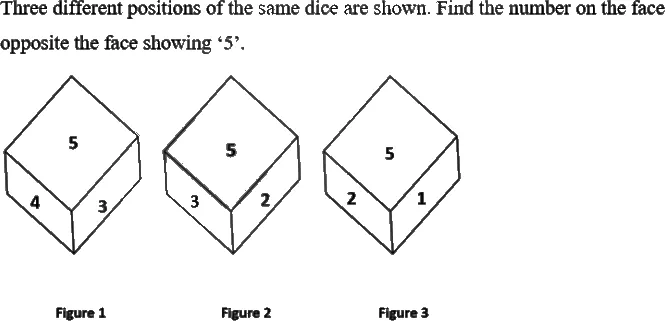 Three different positions of the same dice are shown. Find the number on the face
opposite the face showing ‘5’.
5 5 5
4 3 3 2 2 1
Figure 1 Figure 2 Figure 3